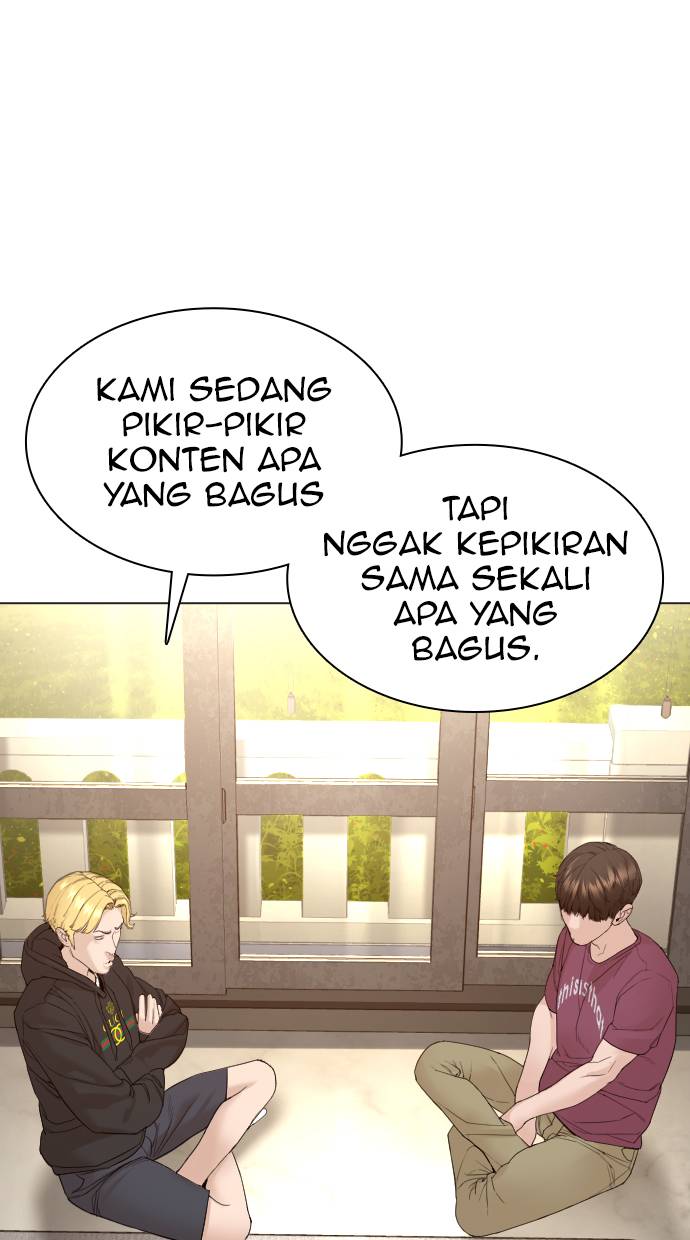 KAMI SEDANG
PIKIR-PIKIR
KONTEN APA
YANG BAGUS
TAPI
NGGAK KEPIKIRAN
SAMA SEKALI
APA YANG
BAGUS.